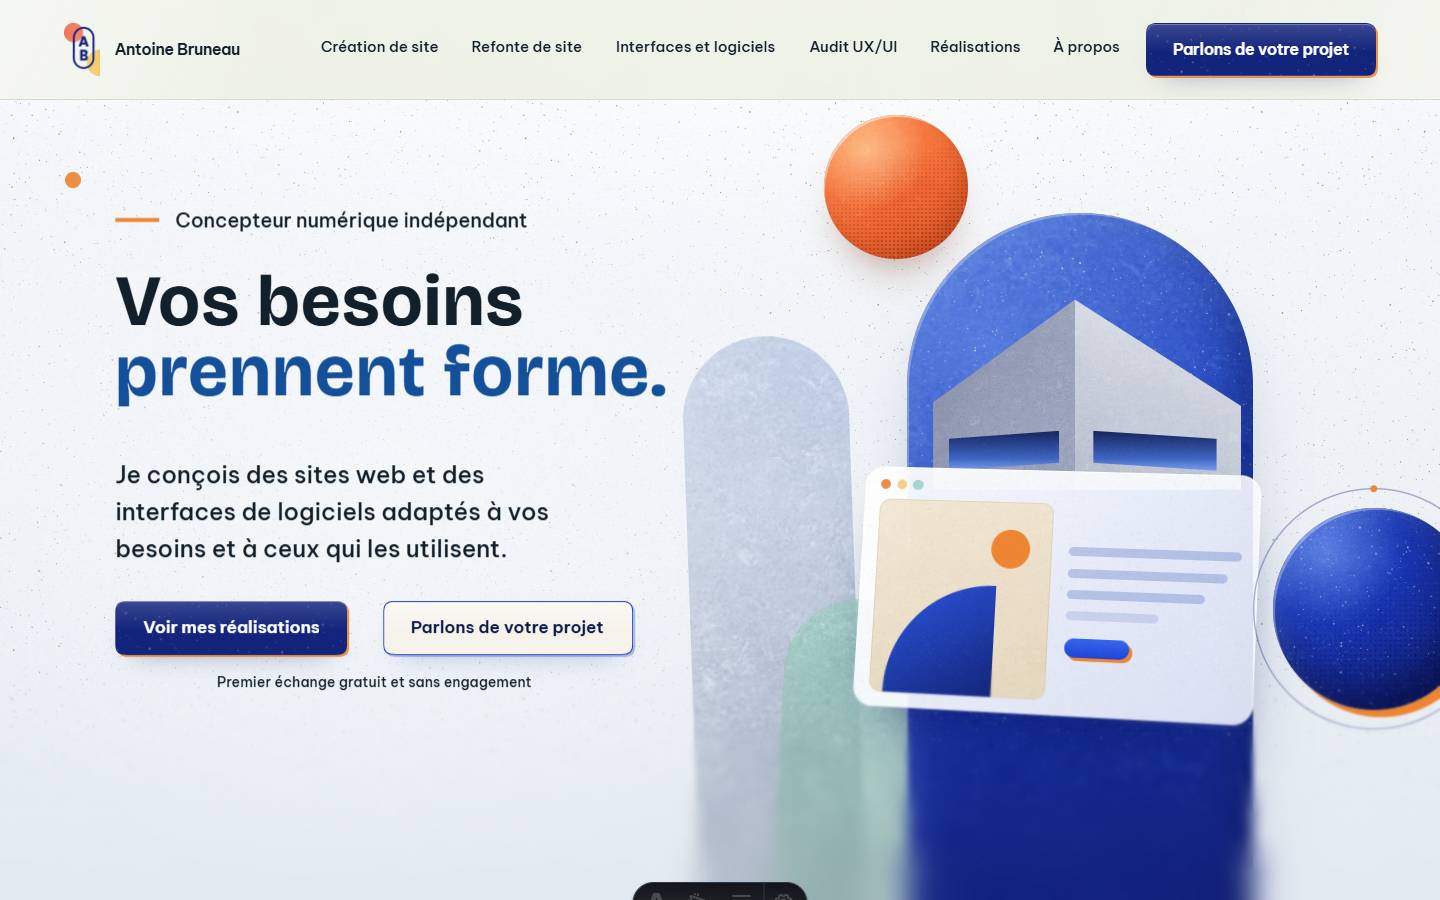 A
B
Antoine Bruneau
Création de site
Refonte de site
Interfaces et logiciels
Audit UX/UI
Réalisations
À propos
Parlons de votre projet
Concepteur numérique indépendant
Vos besoins
prennent forme.
Je conçois des sites web et des
interfaces de logiciels adaptés à vos
besoins et à ceux qui les utilisent.
Voir mes réalisations
Parlons de votre projet
Premier échange gratuit et sans engagement